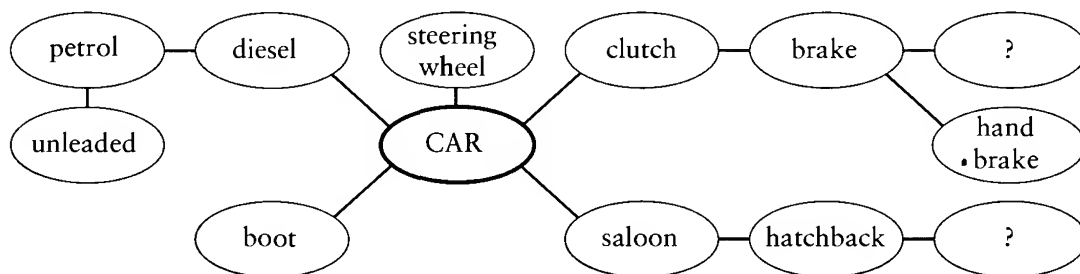 petrol
diesel
steering
wheel
clutch
brake
?
unleaded
CAR
hand
brake
boot
saloon
hatchback
?